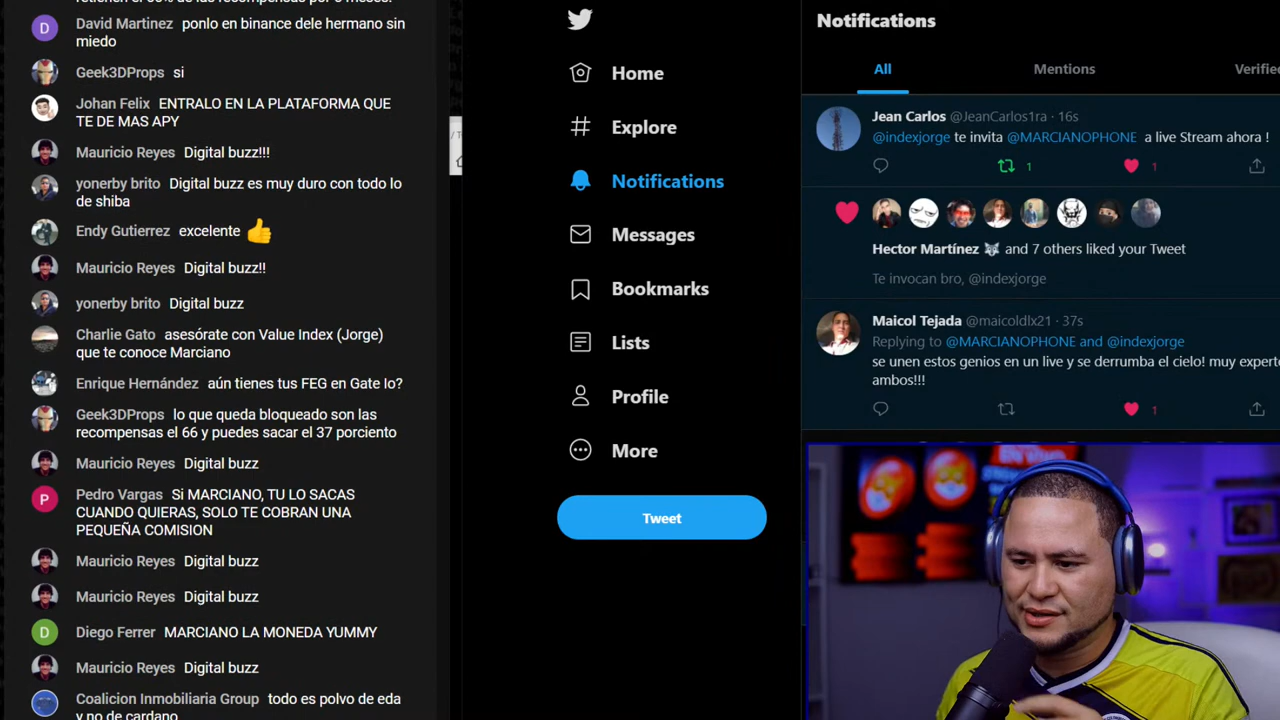 David Martinez ponlo en binance dele hermano sin
miedo
Geek3DProps si
Johan Felix ENTRALO EN LA PLATAFORMA QUE
TE DE MAS APY
Mauricio Reyes Digital buzz!!!
yonerby brito Digital buzz es muy duro con todo lo
de shiba
Endy Gutierrez excelente 👍
Mauricio Reyes Digital buzz!!
yonerby brito Digital buzz
Charlie Gato asesórate con Value Index (Jorge)
que te conoce Marciano
Enrique Hernández aún tienes tus FEG en Gate Io?
Geek3DProps lo que queda bloqueado son las
recompensas el 66 y puedes sacar el 37 porciento
Mauricio Reyes Digital buzz
Pedro Vargas Si MARCIANO, TU LO SACAS
CUANDO QUIERAS, SOLO TE COBRAN UNA
PEQUEÑA COMISION
Mauricio Reyes Digital buzz
Mauricio Reyes Digital buzz
Diego Ferrer MARCIANO LA MONEDA YUMMY
Mauricio Reyes Digital buzz
Coalicion Inmobiliaria Group todo es polvo de eda
y no de cardano
Home
Explore
Notifications
Messages
Bookmarks
Lists
Profile
More
Tweet
Notifications
All
Mentions
Verifie
Jean Carlos @JeanCarlos1ra · 16s
@indexjorge te invita @MARCIANOPHONE a live Stream ahora !
1
1
Hector Martínez 🐺 and 7 others liked your Tweet
Te invocan bro, @indexjorge
Maicol Tejada @maicoldlx21 · 37s
Replying to @MARCIANOPHONE and @indexjorge
se unen estos genios en un live y se derrumba el cielo! muy experto
ambos!!!
1